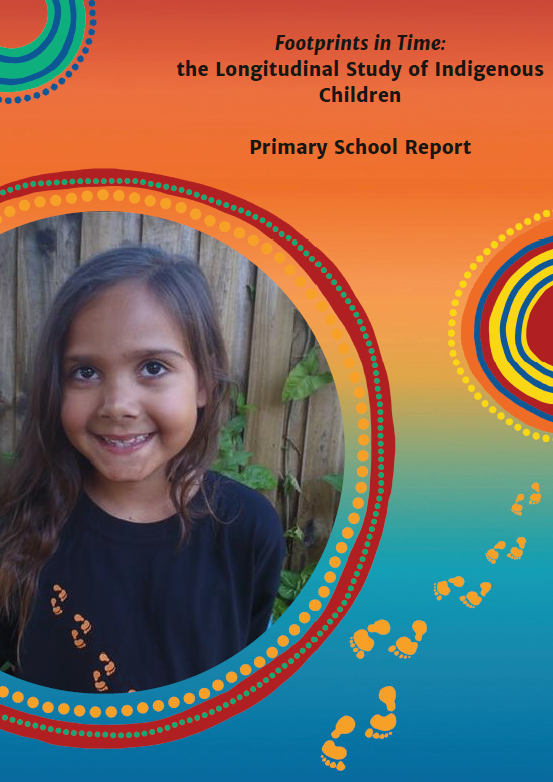 Footprints in Time:
the Longitudinal Study of Indigenous
Children
Primary School Report